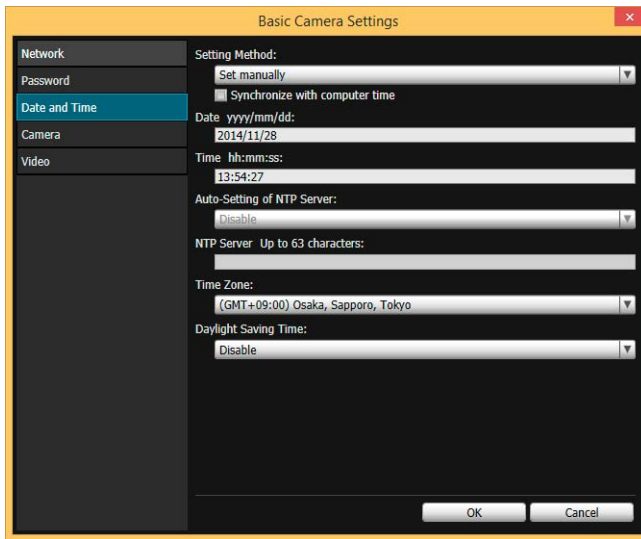 Basic Camera Settings
Network
Password
Date and Time
Camera
Video
Setting Method:
Set manually
Synchronize with computer time
Date yyyy/mm/dd:
2014/11/28
Time hh:mm:ss:
13:54:27
Auto-Setting of NTP Server:
Disable
NTP Server Up to 63 characters:
Time Zone:
(GMT+09:00) Osaka, Sapporo, Tokyo
Daylight Saving Time:
Disable
OK Cancel